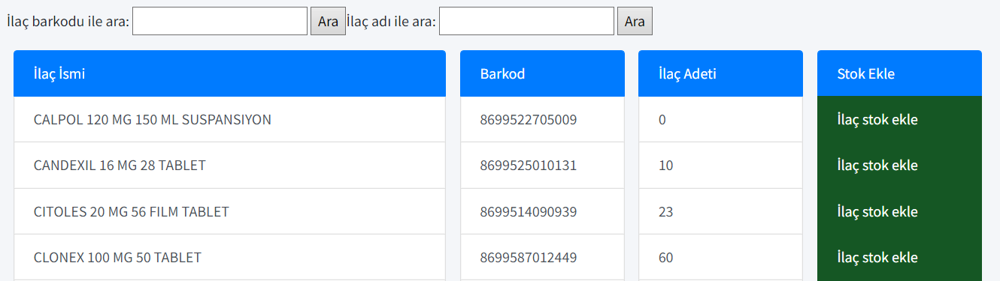 İlaç barkodu ile ara: Ara İlaç adı ile ara: Ara
İlaç İsmi Barkod İlaç Adeti Stok Ekle
CALPOL 120 MG 150 ML SUSPANSIYON 8699522705009 0 İlaç stok ekle
CANDEXIL 16 MG 28 TABLET 8699525010131 10 İlaç stok ekle
CITOLES 20 MG 56 FILM TABLET 8699514090939 23 İlaç stok ekle
CLONEX 100 MG 50 TABLET 8699587012449 60 İlaç stok ekle